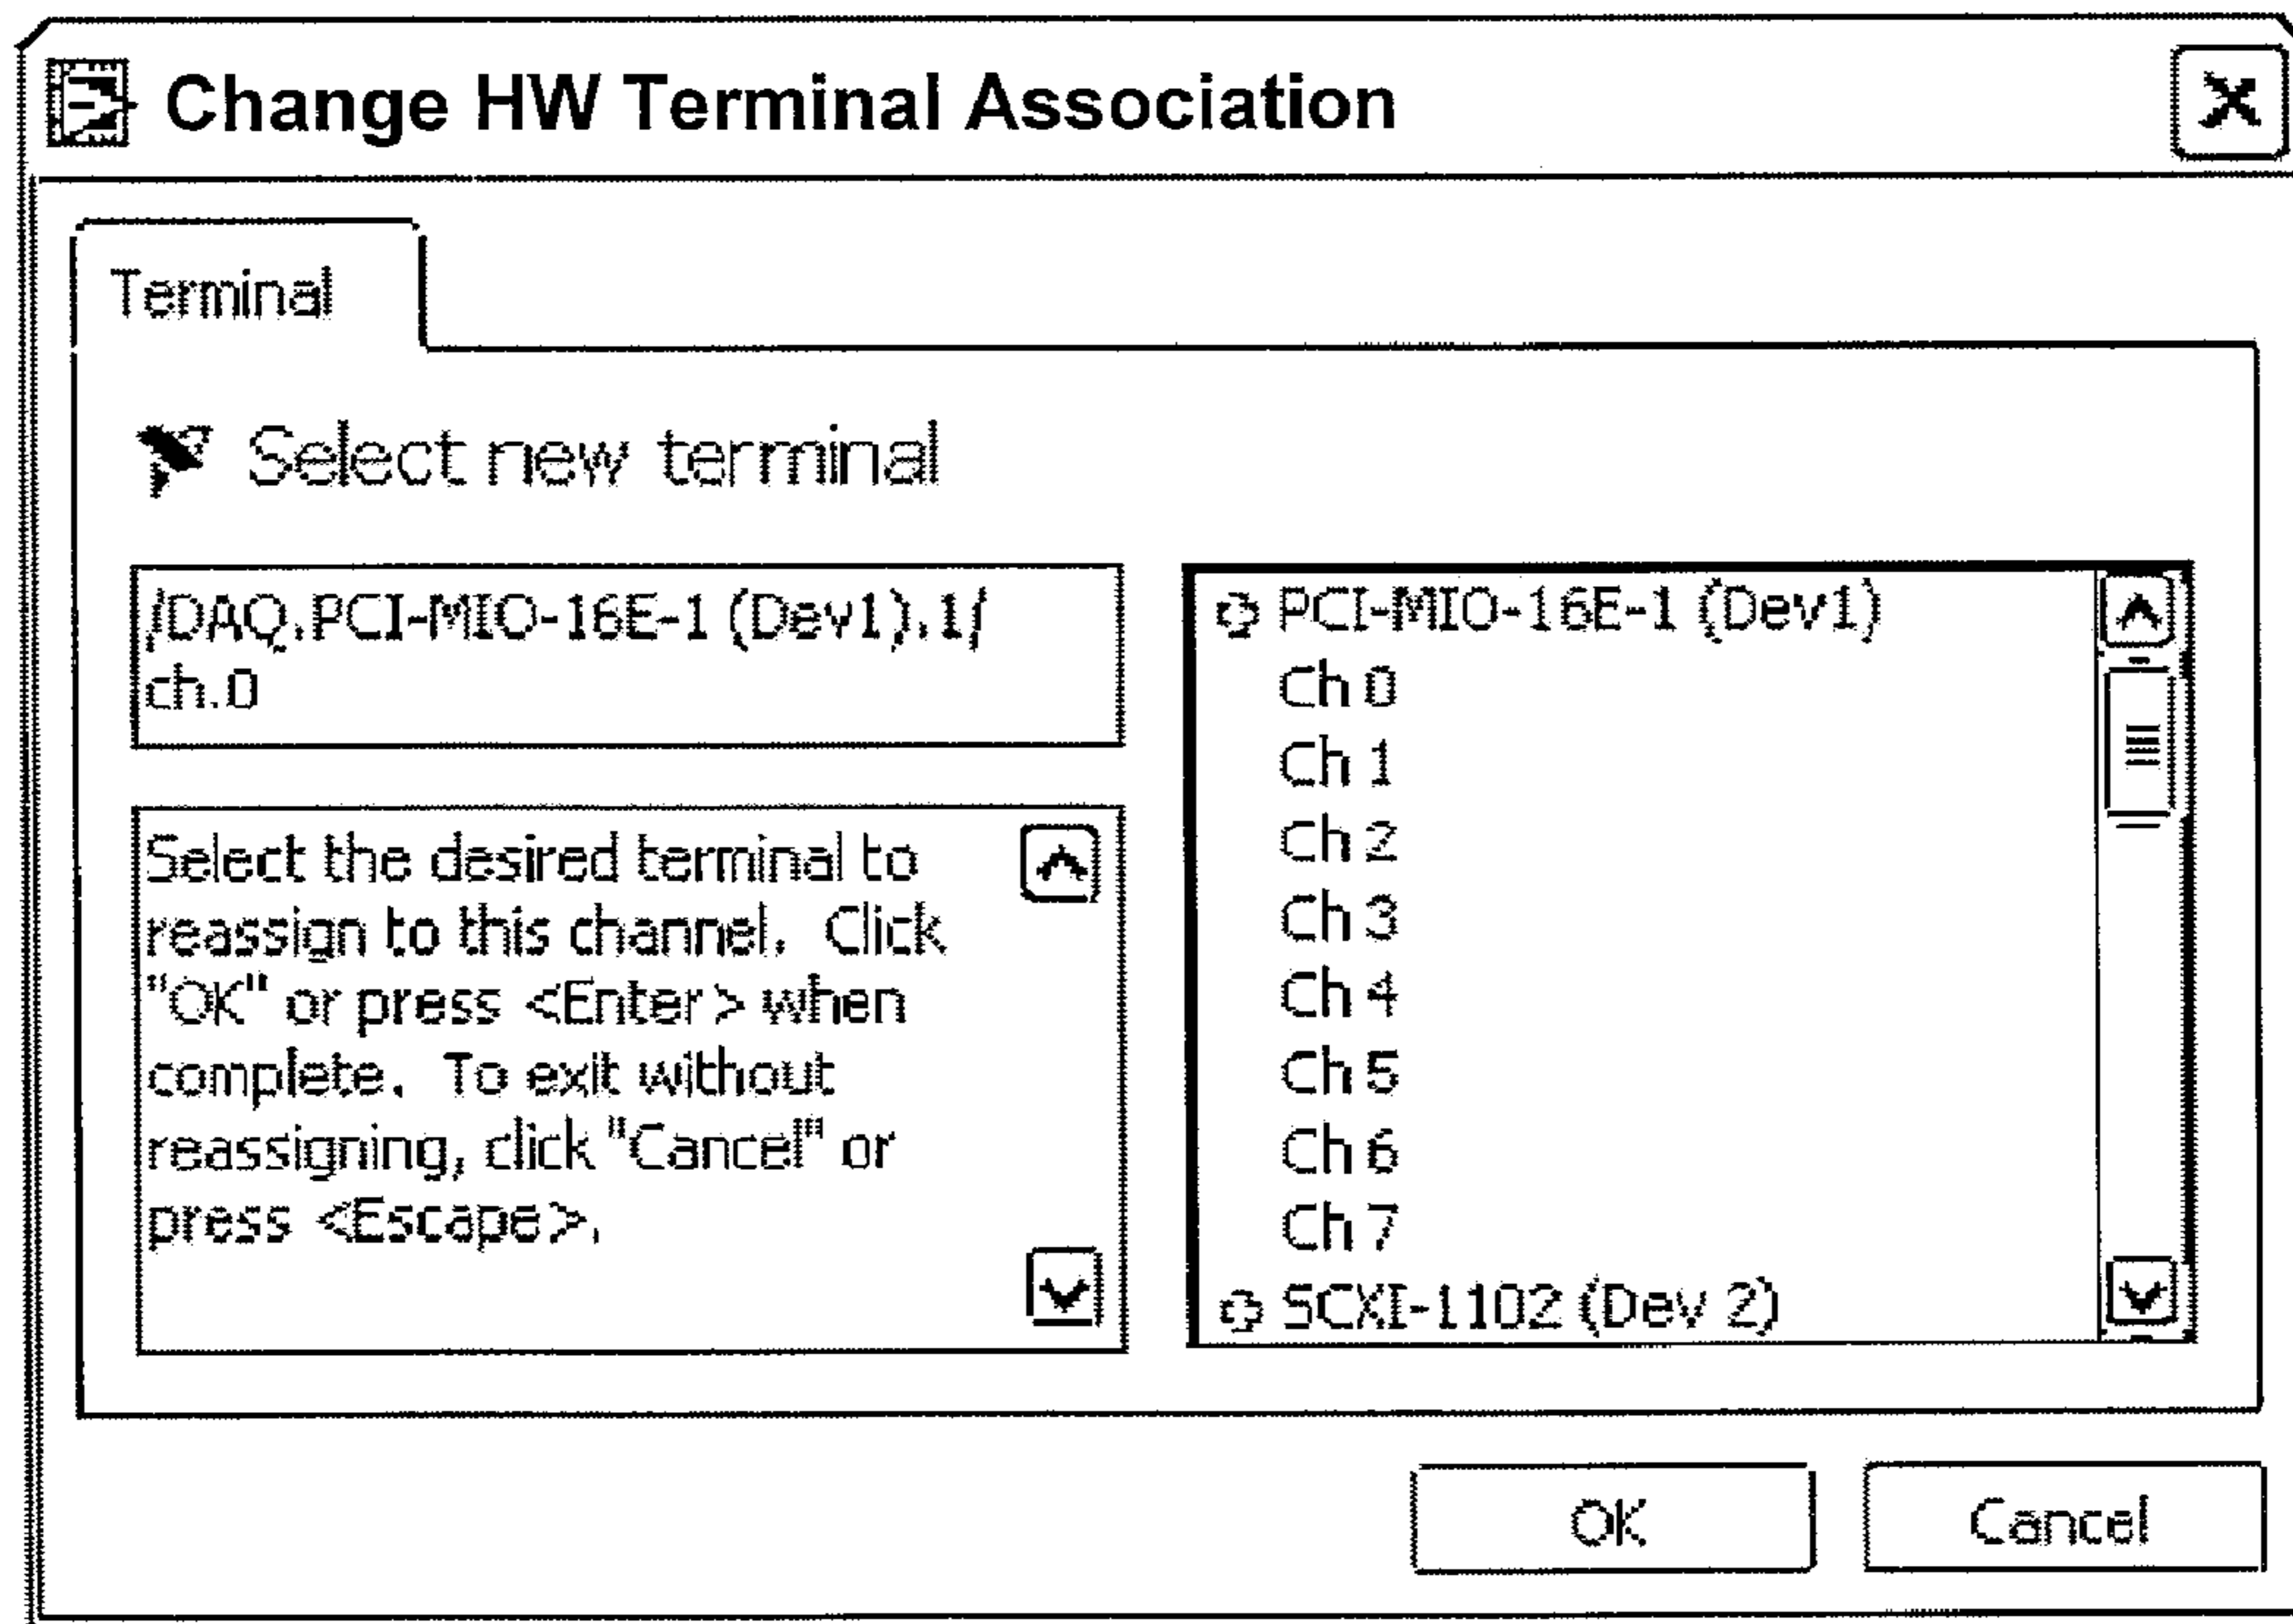 Change HW Terminal Association
Terminal
Select new terminal
/DAQ.PCI-MIO-16E-1 (Dev1).1/
ch.0
Select the desired terminal to
reassign to this channel. Click
"OK" or press <Enter> when
complete. To exit without
reassigning, click "Cancel" or
press <Escape>.
PCI-MIO-16E-1 (Dev1)
Ch 0
Ch 1
Ch 2
Ch 3
Ch 4
Ch 5
Ch 6
Ch 7
SCXI-1102 (Dev 2)
OK
Cancel